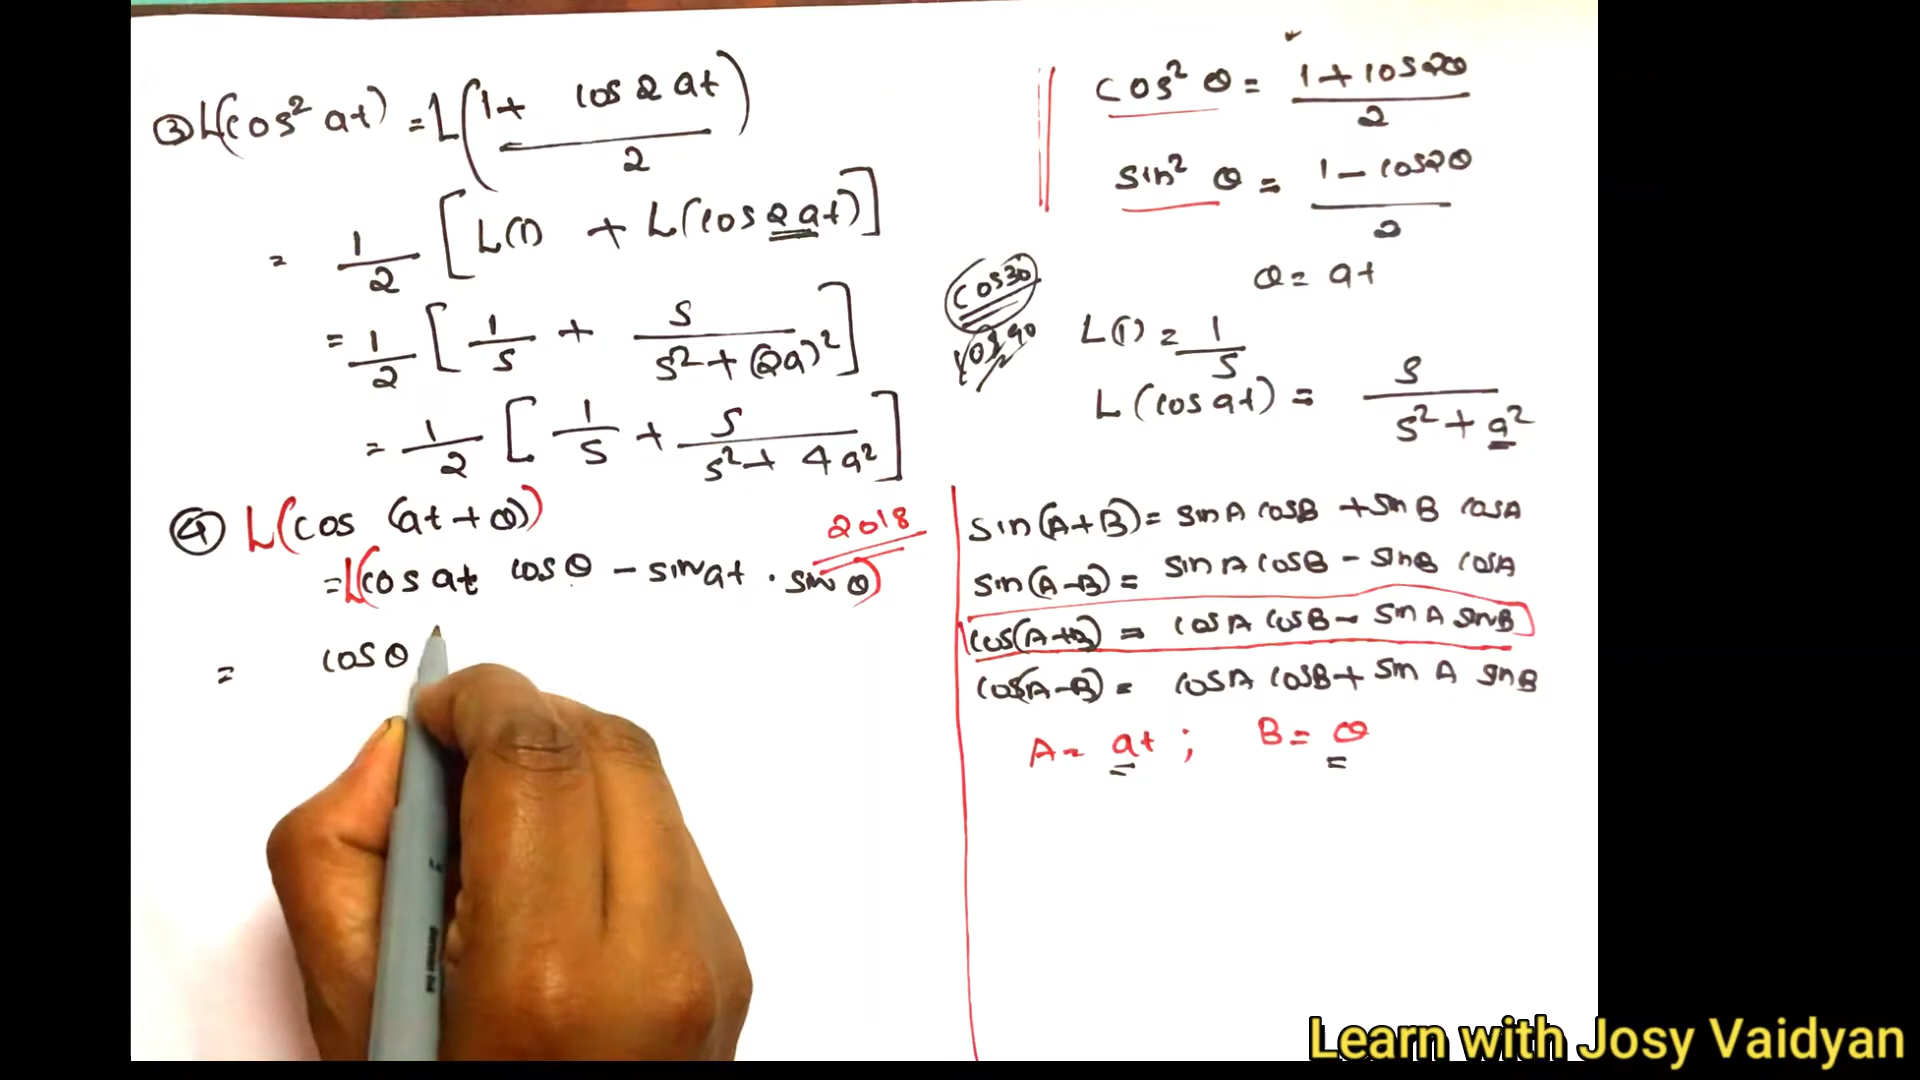 ③ L(cos² at) = L(1 + cos 2 at / 2)
= 1/2 [L(1) + L(cos 2at)]
= 1/2 [1/s + s/(s² + (2a)²)]
= 1/2 [1/s + s/(s² + 4a²)]
④ L(cos (at + θ))
2018
= L(cos at cos θ - sin at . sin θ)
= cos θ
cos² θ = 1 + cos 2θ / 2
sin² θ = 1 - cos 2θ / 2
θ = at
cos 30
cos 90
L(1) = 1/s
L(cos at) = s/(s² + a²)
sin(A+B) = sin A cos B + sin B cos A
sin(A-B) = sin A cos B - sin B cos A
cos(A+B) = cos A cos B - sin A sin B
cos(A-B) = cos A cos B + sin A sin B
A = at ; B = θ
Learn with Josy Vaidyan